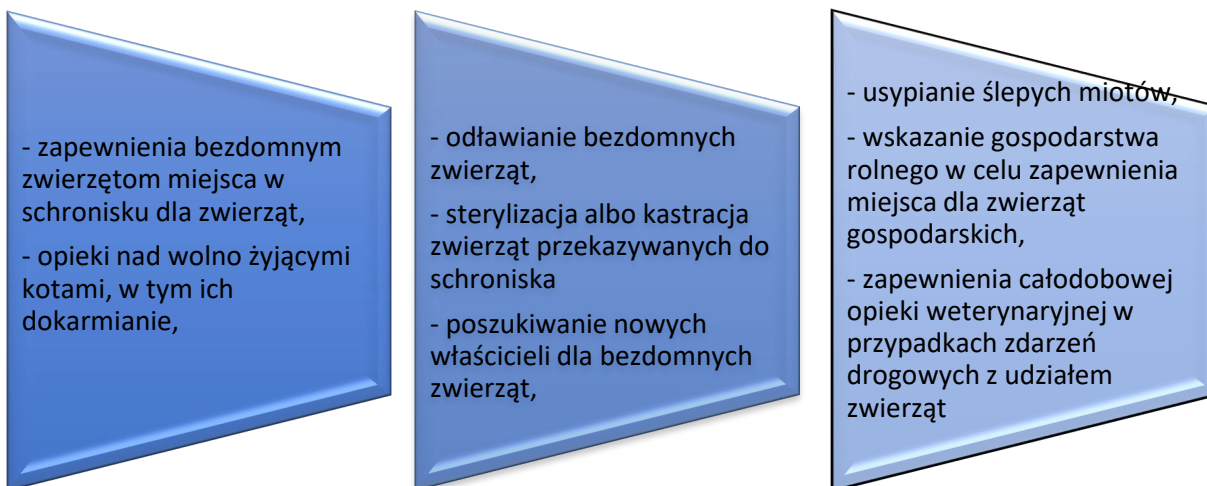 - zapewnienia bezdomnym
zwierzętom miejsca w
schronisku dla zwierząt,
- opieki nad wolno żyjącymi
kotami, w tym ich
dokarmianie,
- odławianie bezdomnych
zwierząt,
- sterylizacja albo kastracja
zwierząt przekazywanych do
schroniska
- poszukiwanie nowych
właścicieli dla bezdomnych
zwierząt,
- usypianie ślepych miotów,
- wskazanie gospodarstwa
rolnego w celu zapewnienia
miejsca dla zwierząt
gospodarskich,
- zapewnienia całodobowej
opieki weterynaryjnej w
przypadkach zdarzeń
drogowych z udziałem
zwierząt